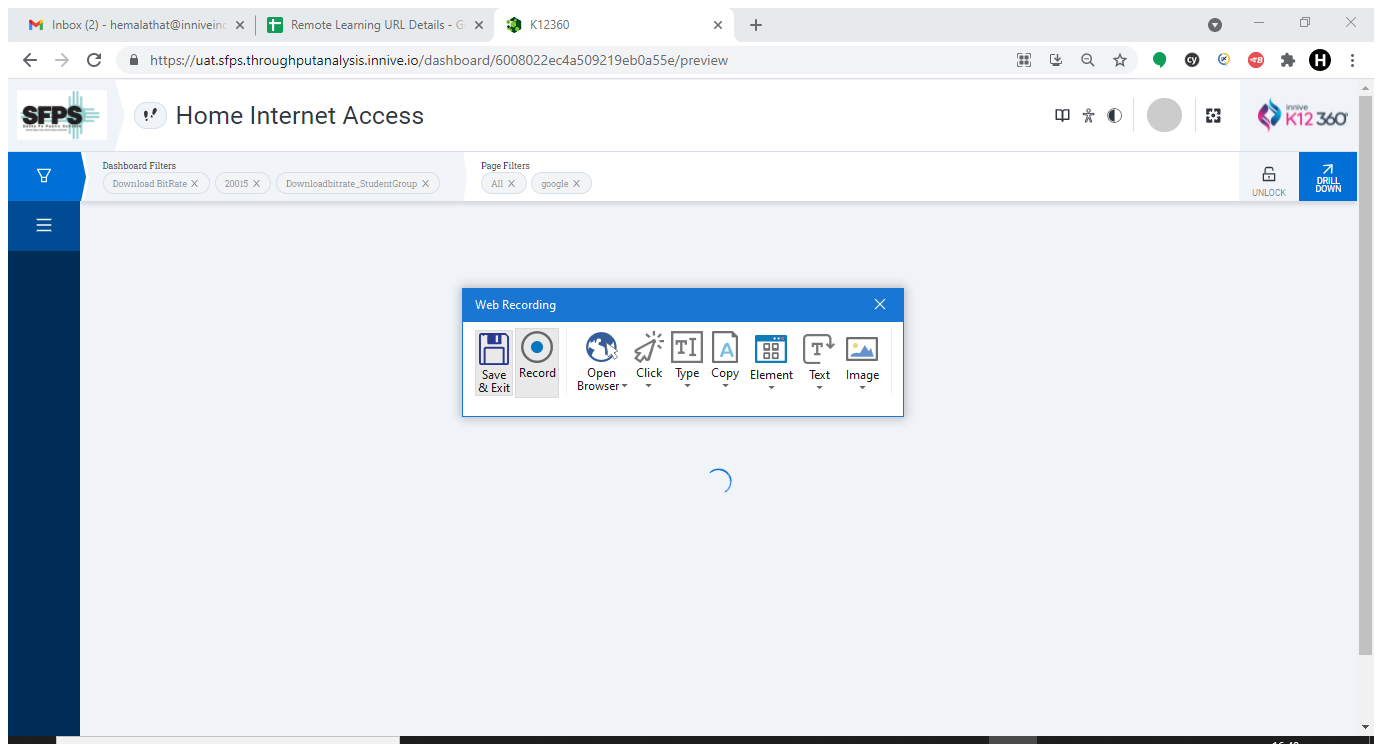 Inbox (2) - hemalathat@inniveinc
Remote Learning URL Details - G
K12360
https://uat.sfps.throughputanalysis.innive.io/dashboard/6008022ec4a509219eb0a55e/preview
cy
H
SFPS
Home Internet Access
innive
K12 360°
Dashboard Filters
Page Filters
Download BitRate
20015
Downloadbitrate_StudentGroup
All
google
UNLOCK
DRILL
DOWN
Web Recording
Save
& Exit
Record
Open
Browser
Click
Type
Copy
Element
Text
Image